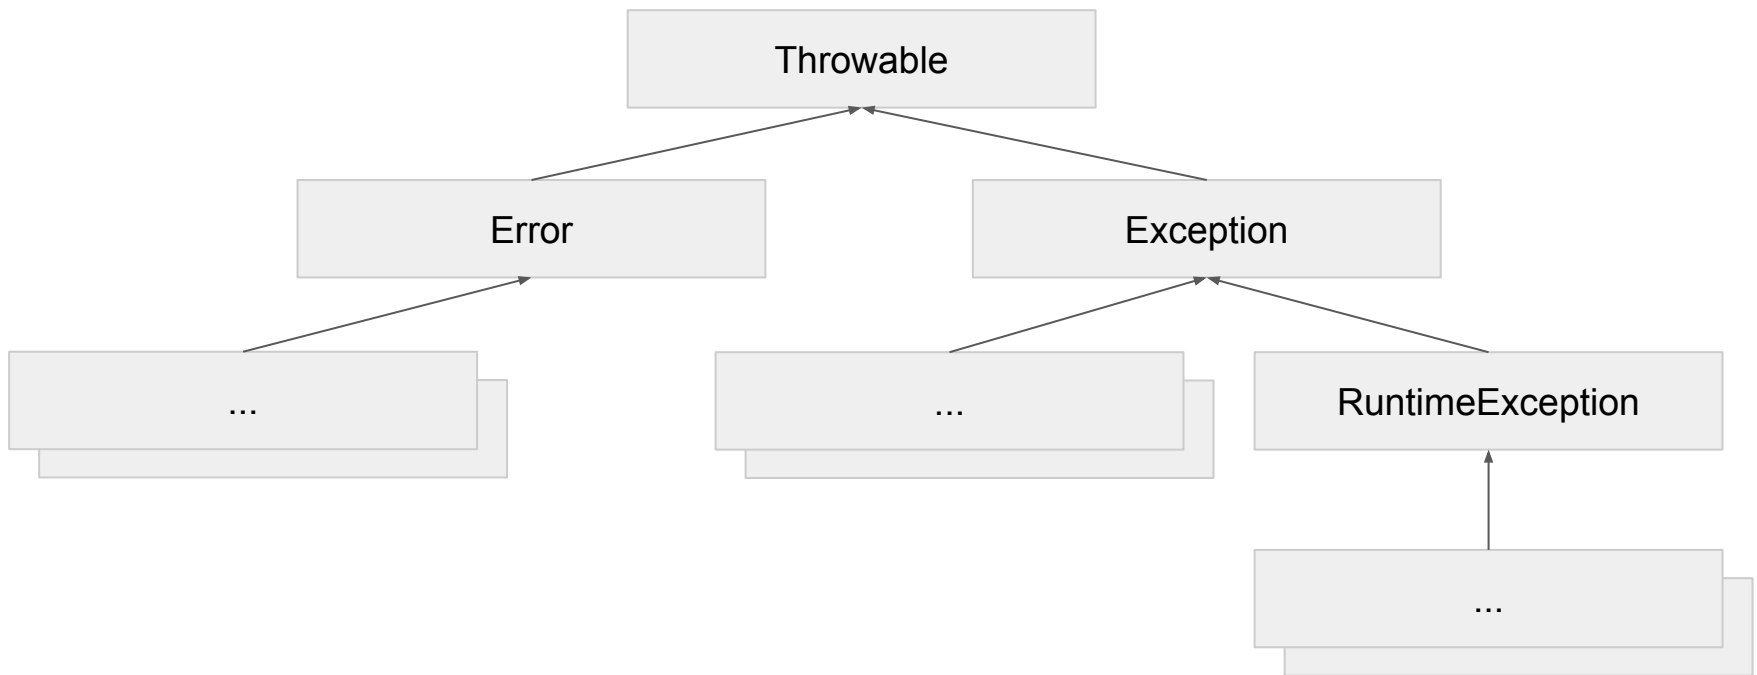 Throwable
Error
Exception
...
...
RuntimeException
...